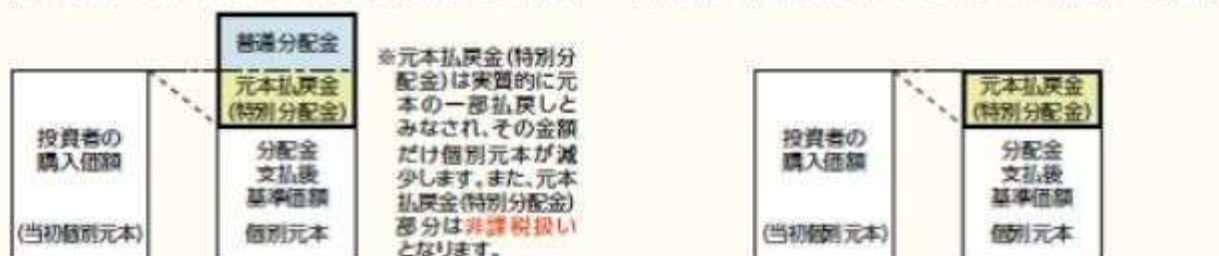 普通分配金
元本払戻金
(特別分配金)
投資者の
購入価額
(当初個別元本)
分配金
支払後
基準価額
個別元本
※元本払戻金(特別分
配金)は実質的に元
本の一部払戻しと
みなされ、その金額
だけ個別元本が減
少します。また、元本
払戻金(特別分配金)
部分は非課税扱い
となります。
投資者の
購入価額
(当初個別元本)
元本払戻金
(特別分配金)
分配金
支払後
基準価額
個別元本